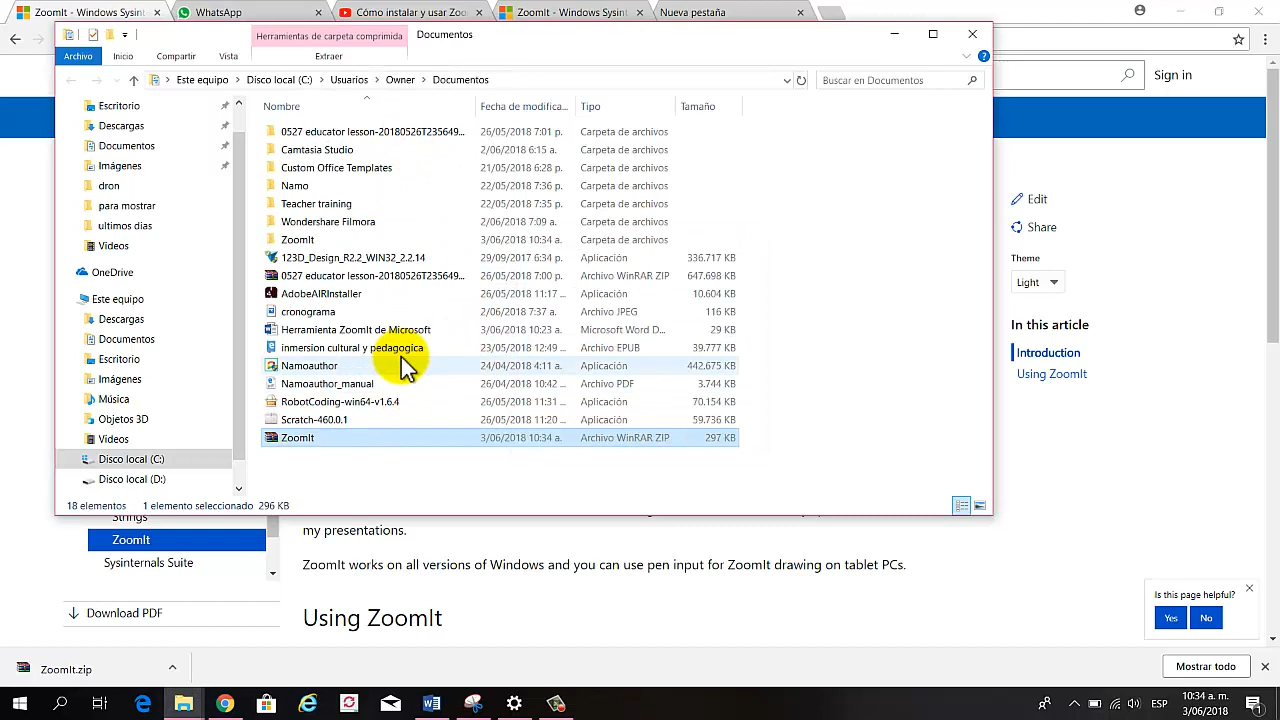 ZoomIt - Windows Sysin
WhatsApp
Cómo instalar y usar Zoo
ZoomIt - Windows Sysint
Nueva pestaña
Herramientas de carpeta comprimida
Documentos
Archivo
Inicio
Compartir
Vista
Extraer
Este equipo
Disco local (C:)
Usuarios
Owner
Documentos
Buscar en Documentos
Sign in
Escritorio
Descargas
Documentos
Imágenes
dron
para mostrar
ultimos dias
Videos
OneDrive
Este equipo
Descargas
Documentos
Escritorio
Imágenes
Música
Objetos 3D
Videos
Disco local (C:)
Disco local (D:)
Nombre Fecha de modifica... Tipo Tamaño
0527 educator lesson-20180526T235649... 26/05/2018 7:01 p. Carpeta de archivos
Camtasia Studio 2/06/2018 6:15 a. Carpeta de archivos
Custom Office Templates 21/05/2018 6:28 p. Carpeta de archivos
Namo 22/05/2018 7:36 p. Carpeta de archivos
Teacher training 22/05/2018 7:35 p. Carpeta de archivos
Wondershare Filmora 2/06/2018 7:09 a. Carpeta de archivos
ZoomIt 3/06/2018 10:34 a. Carpeta de archivos
123D_Design_R2.2_WIN32_2.2.14 29/09/2017 6:34 p. Aplicación 336.717 KB
0527 educator lesson-20180526T235649... 26/05/2018 7:00 p. Archivo WinRAR ZIP 647.698 KB
AdobeAIRInstaller 26/05/2018 11:17 ... Aplicación 10.604 KB
cronograma 2/06/2018 7:37 a. Archivo JPEG 116 KB
Herramienta ZoomIt de Microsoft 3/06/2018 10:23 a. Microsoft Word D... 29 KB
inmersion cultural y pedagogica 23/05/2018 12:49 ... Archivo EPUB 39.777 KB
Namoauthor 24/04/2018 4:11 a. Aplicación 442.675 KB
Namoauthor_manual 26/04/2018 10:42 ... Archivo PDF 3.744 KB
RobotCoding-win64-v1.6.4 26/05/2018 11:31 ... Aplicación 70.154 KB
Scratch-460.0.1 26/05/2018 11:20 ... Aplicación 59.736 KB
ZoomIt 3/06/2018 10:34 a. Archivo WinRAR ZIP 297 KB
18 elementos 1 elemento seleccionado 296 KB
Edit
Share
Theme
Light
In this article
Introduction
Using ZoomIt
Strings
ZoomIt
Sysinternals Suite
Download PDF
my presentations.
ZoomIt works on all versions of Windows and you can use pen input for ZoomIt drawing on tablet PCs.
Using ZoomIt
Is this page helpful?
Yes
No
ZoomIt.zip
Mostrar todo
ESP
10:34 a. m.
3/06/2018